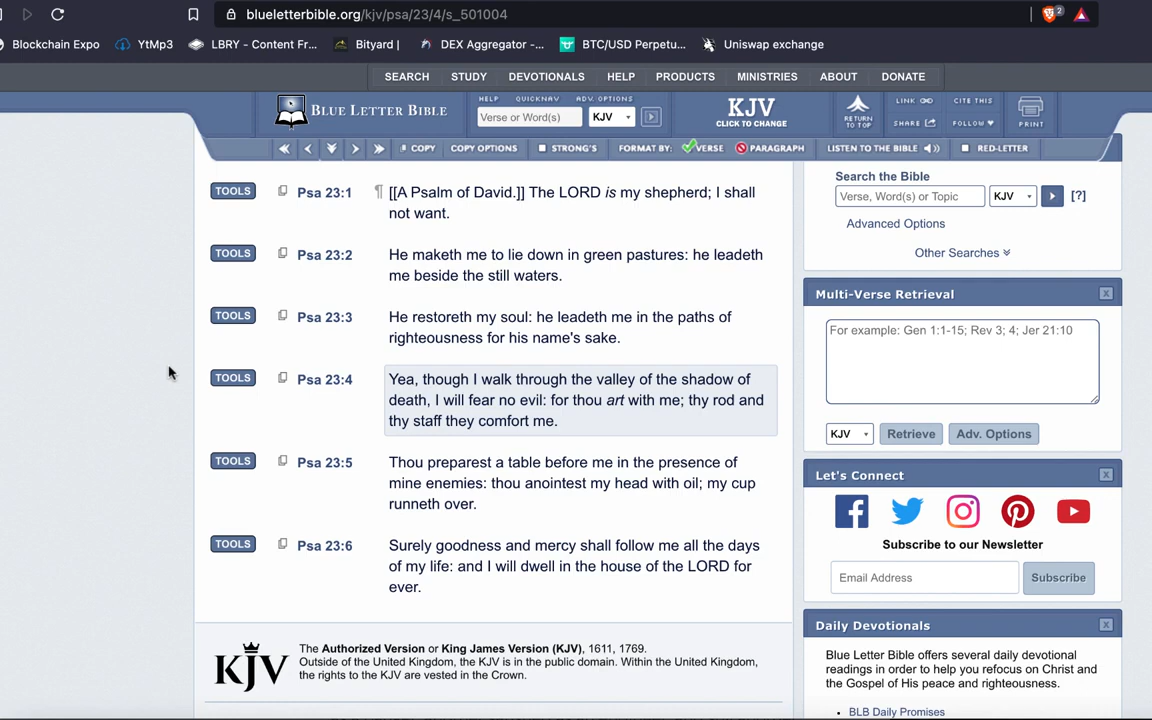 blueletterbible.org/kjv/psa/23/4/s_501004
2
Blockchain Expo
YtMp3
LBRY - Content Fr...
Bityard |
DEX Aggregator -...
BTC/USD Perpetu...
Uniswap exchange
SEARCH STUDY DEVOTIONALS HELP PRODUCTS MINISTRIES ABOUT DONATE
BLUE LETTER BIBLE
HELP QUICKNAV ADV. OPTIONS
Verse or Word(s) KJV
KJV
CLICK TO CHANGE
RETURN
TO TOP
LINK CITE THIS
SHARE FOLLOW
PRINT
COPY COPY OPTIONS STRONG'S FORMAT BY: VERSE PARAGRAPH LISTEN TO THE BIBLE RED-LETTER
TOOLS Psa 23:1 ¶ [[A Psalm of David.]] The LORD is my shepherd; I shall
not want.
TOOLS Psa 23:2 He maketh me to lie down in green pastures: he leadeth
me beside the still waters.
TOOLS Psa 23:3 He restoreth my soul: he leadeth me in the paths of
righteousness for his name's sake.
TOOLS Psa 23:4 Yea, though I walk through the valley of the shadow of
death, I will fear no evil: for thou art with me; thy rod and
thy staff they comfort me.
TOOLS Psa 23:5 Thou preparest a table before me in the presence of
mine enemies: thou anointest my head with oil; my cup
runneth over.
TOOLS Psa 23:6 Surely goodness and mercy shall follow me all the days
of my life: and I will dwell in the house of the LORD for
ever.
KJV
The Authorized Version or King James Version (KJV), 1611, 1769.
Outside of the United Kingdom, the KJV is in the public domain. Within the United Kingdom,
the rights to the KJV are vested in the Crown.
Search the Bible
Verse, Word(s) or Topic KJV [?]
Advanced Options
Other Searches
Multi-Verse Retrieval
For example: Gen 1:1-15; Rev 3; 4; Jer 21:10
KJV Retrieve Adv. Options
Let's Connect
Subscribe to our Newsletter
Email Address Subscribe
Daily Devotionals
Blue Letter Bible offers several daily devotional
readings in order to help you refocus on Christ and
the Gospel of His peace and righteousness.
BLB Daily Promises